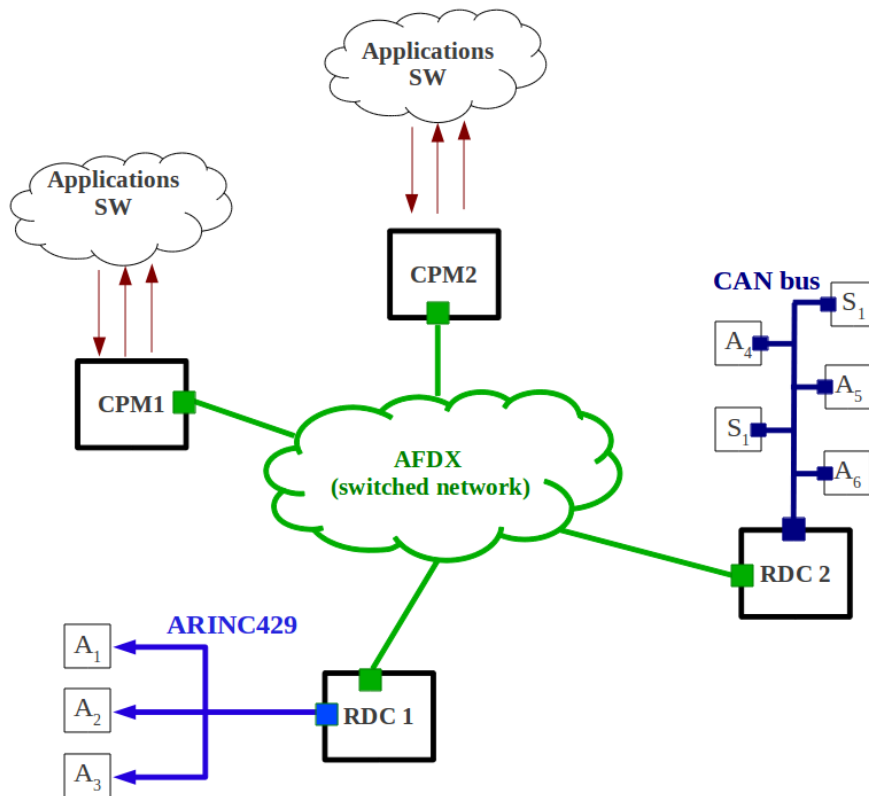 Applications
SW
Applications
SW
CPM2
CAN bus
S1
A4
CPM1
A5
S1
AFDX
(switched network)
A6
RDC 2
ARINC429
A1
A2
RDC 1
A3